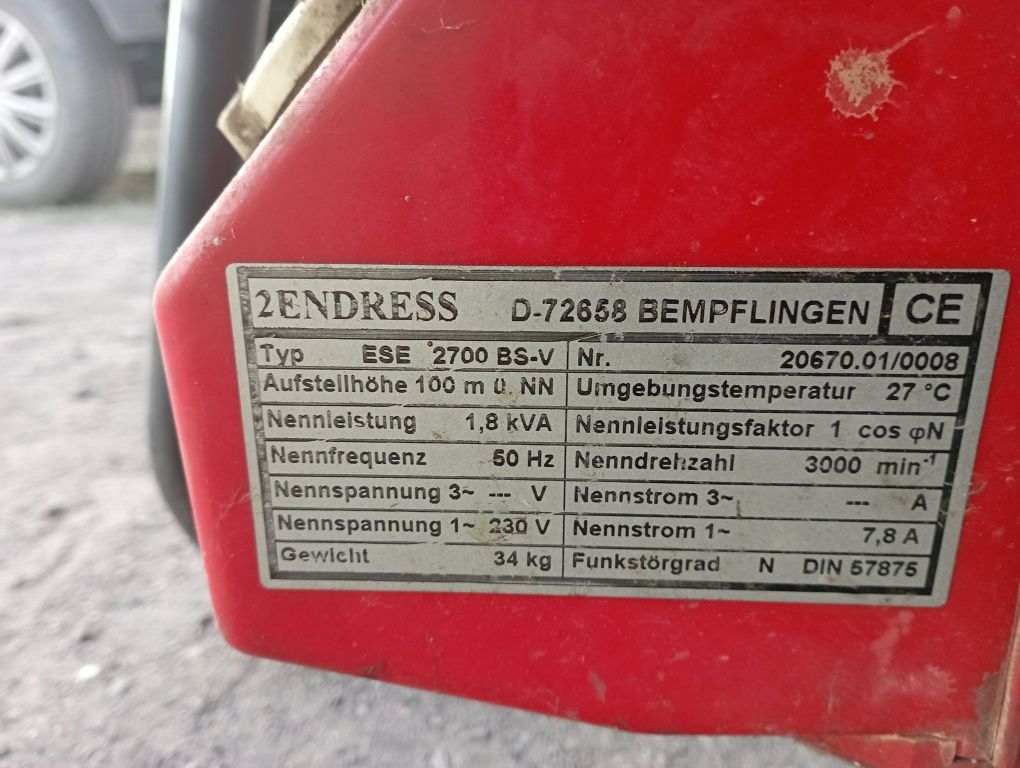 2ENDRESS D-72658 BEMPFLINGEN CE
Typ ESE 2700 BS-V Nr. 20670.01/0008
Aufstellhöhe 100 m ü. NN Umgebungstemperatur 27 °C
Nennleistung 1,8 kVA Nennleistungsfaktor 1 cos φN
Nennfrequenz 50 Hz Nenndrehzahl 3000 min⁻¹
Nennspannung 3~ --- V Nennstrom 3~ --- A
Nennspannung 1~ 230 V Nennstrom 1~ 7,8 A
Gewicht 34 kg Funkstörgrad N DIN 57875